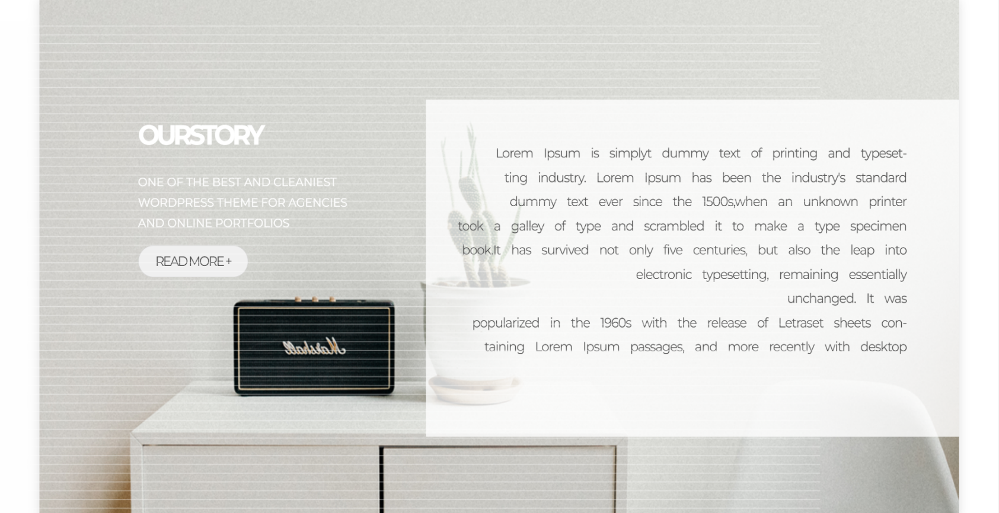 OURSTORY
ONE OF THE BEST AND CLEANIEST
WORDPRESS THEME FOR AGENCIES
AND ONLINE PORTFOLIOS
READ MORE +
Marshall
Lorem Ipsum is simplyt dummy text of printing and typeset-
ting industry. Lorem Ipsum has been the industry's standard
dummy text ever since the 1500s,when an unknown printer
took a galley of type and scrambled it to make a type specimen
book.It has survived not only five centuries, but also the leap into
electronic typesetting, remaining essentially
unchanged. It was
popularized in the 1960s with the release of Letraset sheets con-
taining Lorem Ipsum passages, and more recently with desktop